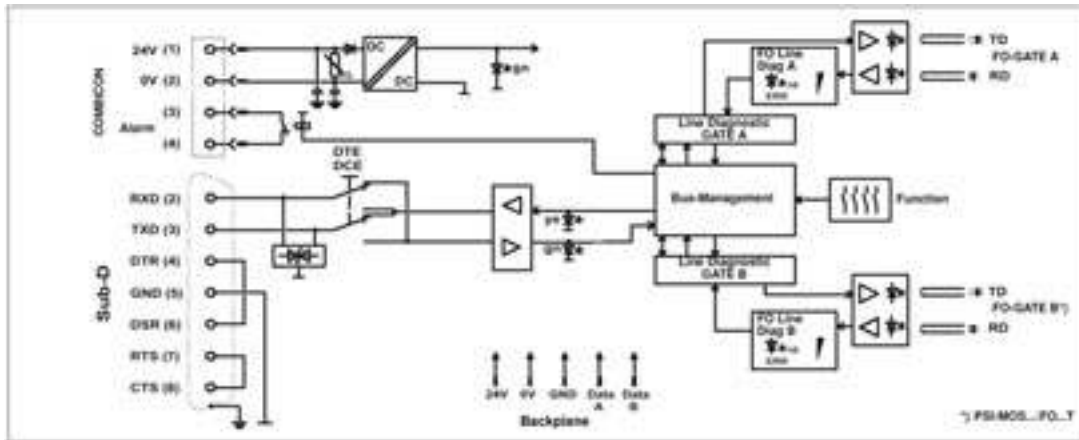 24V (1)
0V (2)
(3)
Alarm
(4)
COMBICON
DC
DC
gn
FO Line
Diag A
TD
FO-GATE A
RD
Line Diagnostic
GATE A
DTE
DCE
RXD (2)
TXD (3)
DTR (4)
GND (5)
DSR (6)
RTS (7)
CTS (8)
Sub-D
ye
gn
Bus-Management
Function
Line Diagnostic
GATE B
FO Line
Diag B
TD
FO-GATE B*)
RD
24V 0V GND Data A Data B
Backplane
*) PSI-MOS.../FO...T